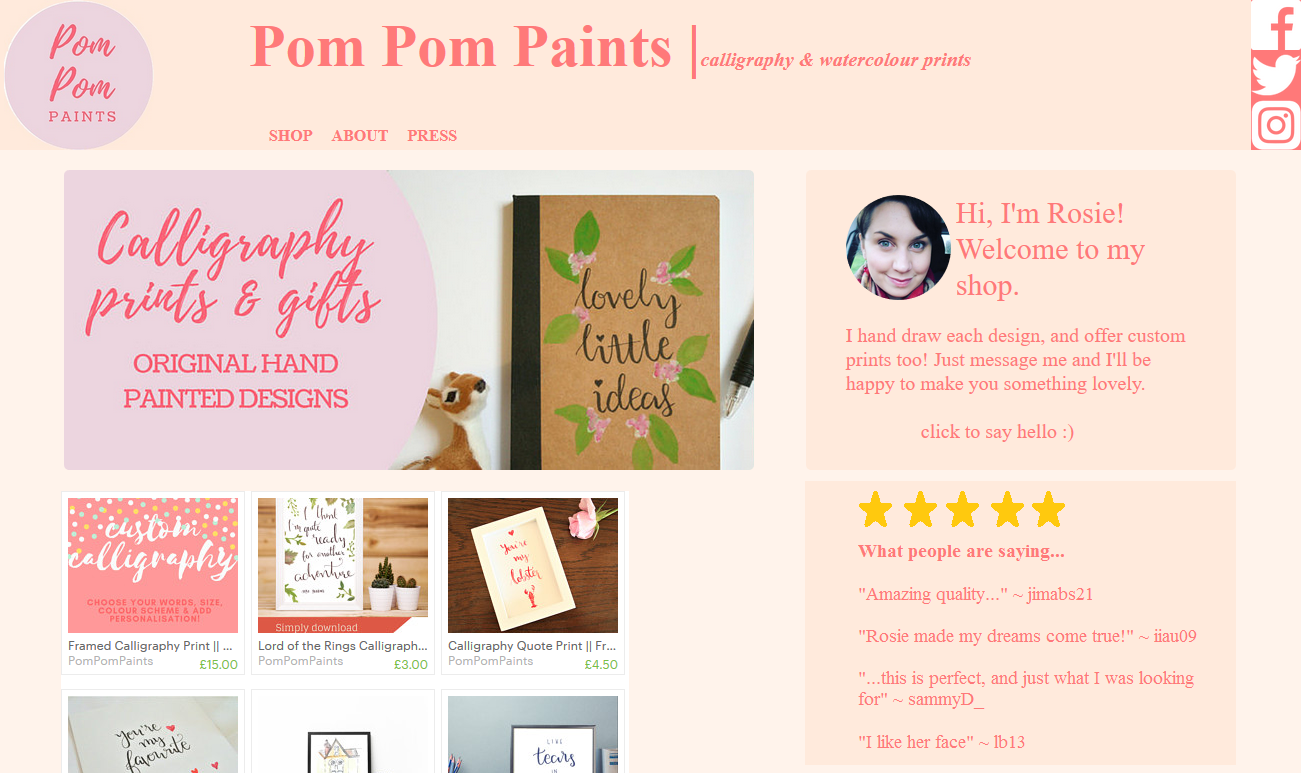 Pom
Pom
PAINTS
Pom Pom Paints
calligraphy & watercolour prints
SHOP ABOUT PRESS
Calligraphy
prints & gifts
ORIGINAL HAND
PAINTED DESIGNS
lovely
little
ideas
Hi, I'm Rosie!
Welcome to my
shop.
I hand draw each design, and offer custom
prints too! Just message me and I'll be
happy to make you something lovely.
click to say hello :)
custom
calligraphy
CHOOSE YOUR WORDS, SIZE,
COLOUR SCHEME & ADD
PERSONALISATION!
Framed Calligraphy Print || ...
PomPomPaints
£15.00
I think
I'm quite
ready
for another
adventure
Simply download
Lord of the Rings Calligraph...
PomPomPaints
£3.00
You're
my
lobster
Calligraphy Quote Print || Fr...
PomPomPaints
£4.50
you're
my
favourite
LIVE
tears
IN
What people are saying...
"Amazing quality..." ~ jimabs21
"Rosie made my dreams come true!" ~ iiau09
"...this is perfect, and just what I was looking
for" ~ sammyD_
"I like her face" ~ lb13